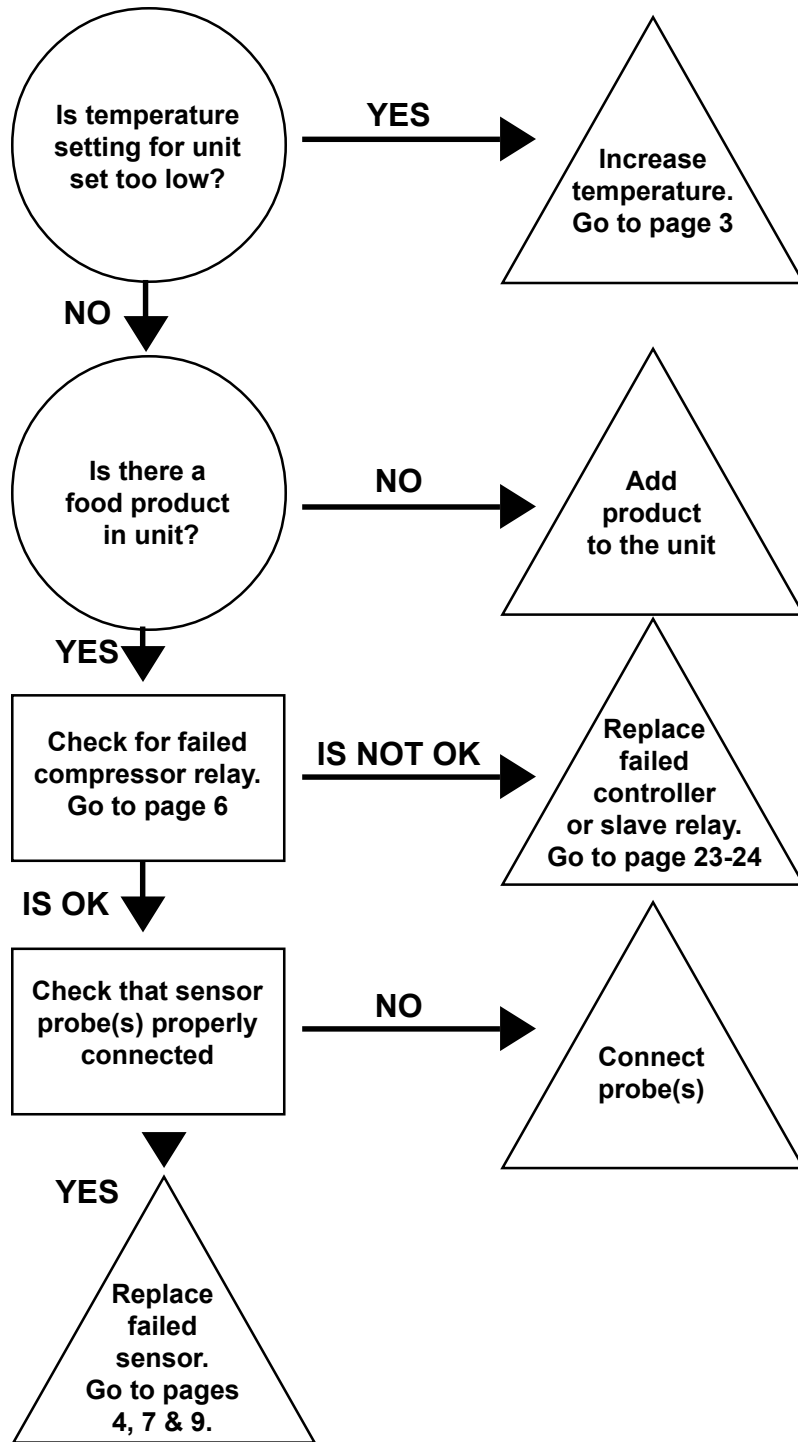 Is temperature
setting for unit
set too low?
YES
Increase
temperature.
Go to page 3
NO
Is there a
food product
in unit?
NO
Add
product
to the unit
YES
Check for failed
compressor relay.
Go to page 6
IS NOT OK
Replace
failed
controller
or slave relay.
Go to page 23-24
IS OK
Check that sensor
probe(s) properly
connected
NO
Connect
probe(s)
YES
Replace
failed
sensor.
Go to pages
4, 7 & 9.